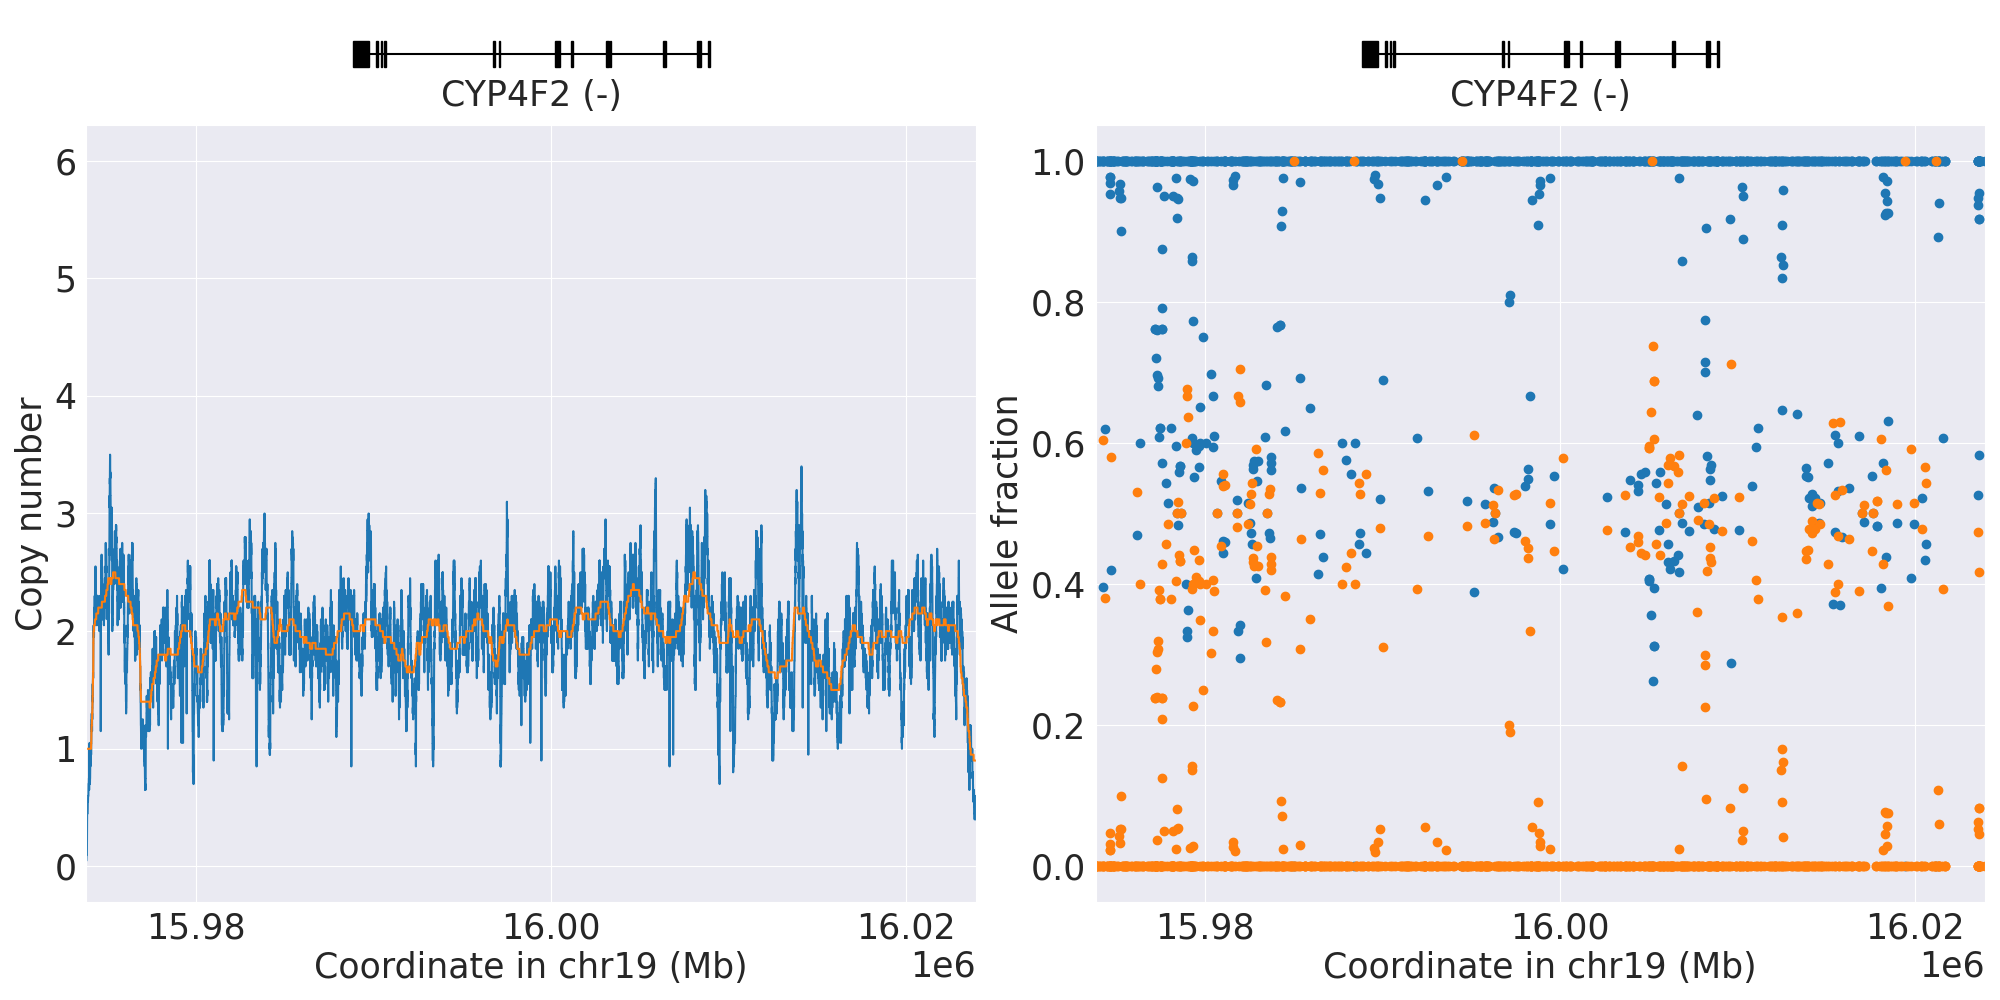 CYP4F2 (-)
6
5
4
3
2
1
0
Copy number
15.98
16.00
16.02
Coordinate in chr19 (Mb)
1e6
CYP4F2 (-)
1.0
0.8
0.6
0.4
0.2
0.0
Allele fraction
15.98
16.00
16.02
Coordinate in chr19 (Mb)
1e6